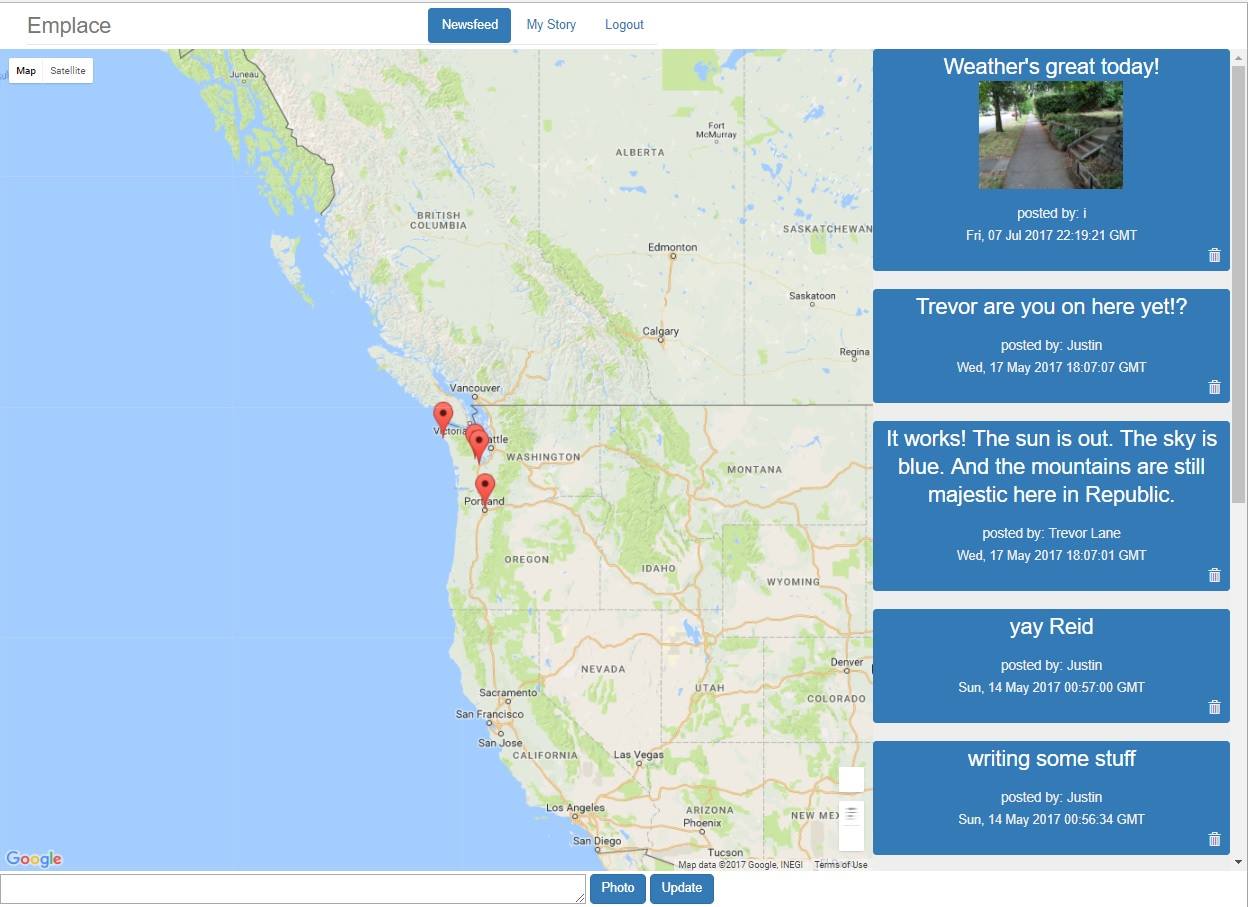 Emplace
Newsfeed
My Story
Logout
Map
Satellite
Juneau
Fort
McMurray
ALBERTA
BRITISH
COLUMBIA
SASKATCHEWAN
Edmonton
Saskatoon
Calgary
Regina
Vancouver
Victoria
WASHINGTON
MONTANA
Portland
OREGON
IDAHO
WYOMING
NEVADA
Denver
UTAH
COLORADO
Sacramento
San Francisco
San Jose
CALIFORNIA
Las Vegas
Los Angeles
ARIZONA
Phoenix
NEW MEX
San Diego
Tucson
Google
Map data ©2017 Google, INEGI
Terms of Use
Weather's great today!
posted by: i
Fri, 07 Jul 2017 22:19:21 GMT
Trevor are you on here yet!?
posted by: Justin
Wed, 17 May 2017 18:07:07 GMT
It works! The sun is out. The sky is
blue. And the mountains are still
majestic here in Republic.
posted by: Trevor Lane
Wed, 17 May 2017 18:07:01 GMT
yay Reid
posted by: Justin
Sun, 14 May 2017 00:57:00 GMT
writing some stuff
posted by: Justin
Sun, 14 May 2017 00:56:34 GMT
Photo
Update